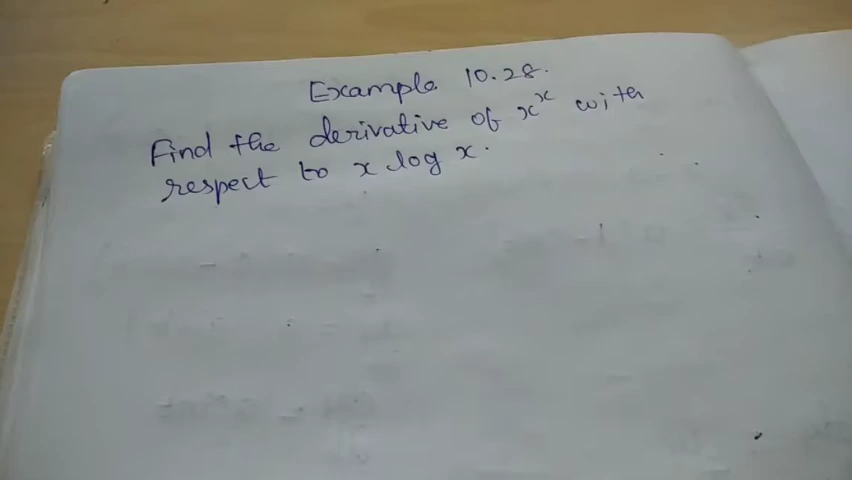 Example 10.28.
Find the derivative of x^x with
respect to x log x.